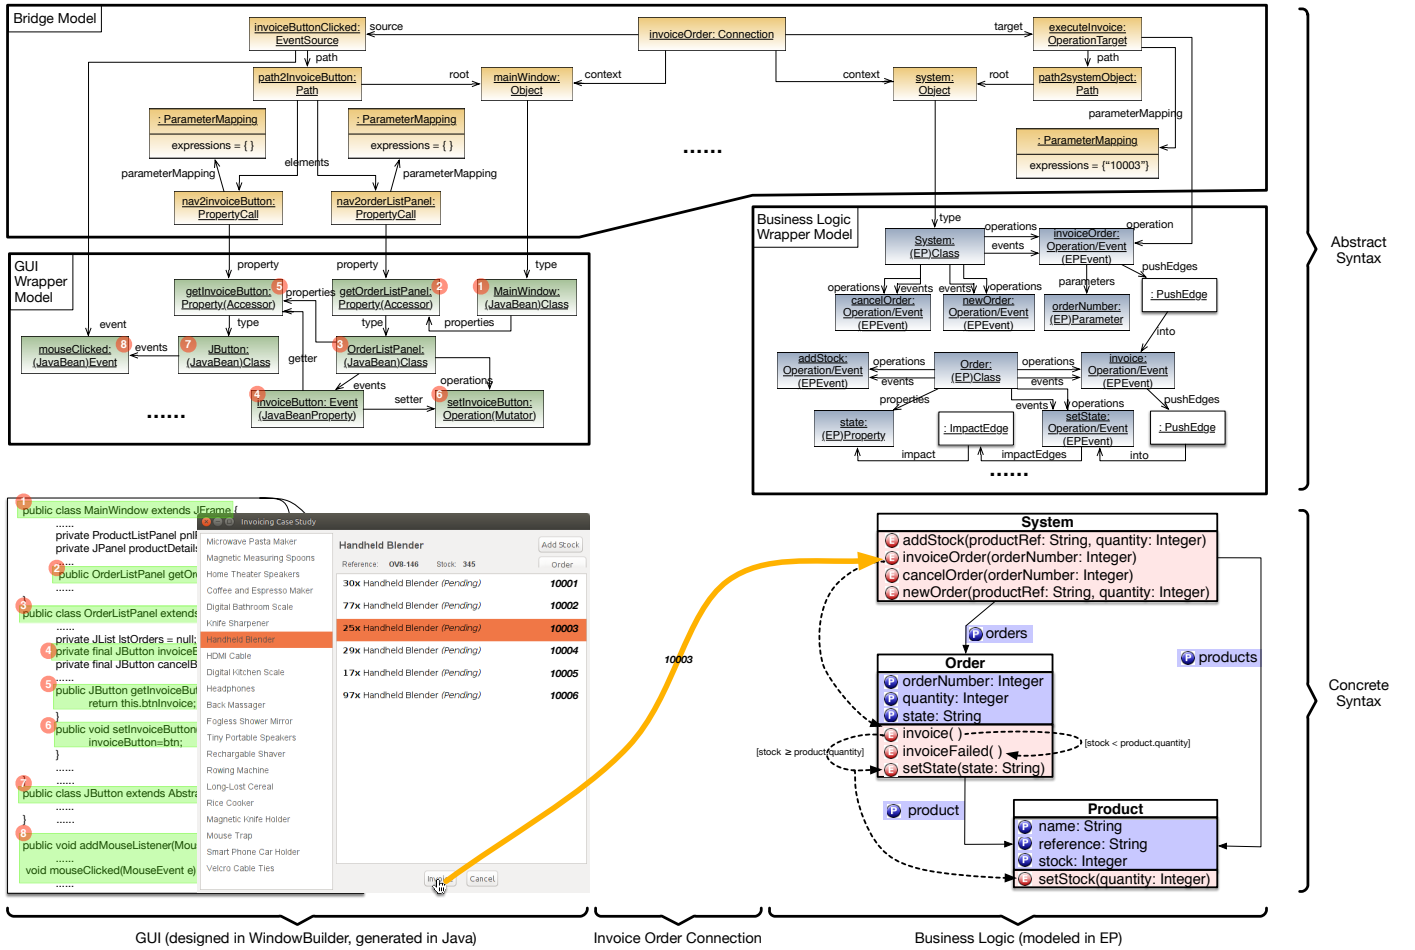 Bridge Model
invoiceButtonClicked:
EventSource
source
invoiceOrder: Connection
target
executeInvoice:
OperationTarget
path
path2InvoiceButton:
Path
root
mainWindow:
Object
context
context
system:
Object
root
path
path2systemObject:
Path
parameterMapping
: ParameterMapping
expressions = { }
: ParameterMapping
expressions = { }
: ParameterMapping
expressions = {“10003”}
elements
parameterMapping
parameterMapping
nav2invoiceButton:
PropertyCall
nav2orderListPanel:
PropertyCall
......
Abstract
Syntax
GUI
Wrapper
Model
property
property
type
5
getInvoiceButton:
Property(Accessor)
properties
2
getOrderListPanel:
Property(Accessor)
1
MainWindow:
(JavaBean)Class
properties
event
type
type
8
mouseClicked:
(JavaBean)Event
events
7
JButton:
(JavaBean)Class
getter
3
OrderListPanel:
(JavaBean)Class
events
operations
4
invoiceButton: Event
(JavaBeanProperty)
setter
6
setInvoiceButton:
Operation(Mutator)
......
Business Logic
Wrapper Model
type
System:
(EP)Class
operations
events
invoiceOrder:
Operation/Event
(EPEvent)
operation
pushEdges
: PushEdge
parameters
orderNumber:
(EP)Parameter
operations
events
events
operations
cancelOrder:
Operation/Event
(EPEvent)
newOrder:
Operation/Event
(EPEvent)
into
addStock:
Operation/Event
(EPEvent)
operations
events
Order:
(EP)Class
operations
events
invoice:
Operation/Event
(EPEvent)
properties
events
operations
pushEdges
state:
(EP)Property
: ImpactEdge
setState:
Operation/Event
(EPEvent)
: PushEdge
impact
impactEdges
into
......
1
public class MainWindow extends JFrame {
......
private ProductListPanel pnl
private JPanel productDetails
......
2
public OrderListPanel getOr
......
}
3
public class OrderListPanel extends
......
private JList lstOrders = null;
4
private final JButton invoiceB
private final JButton cancelB
......
5
public JButton getInvoiceBut
return this.btnInvoice;
}
6
public void setInvoiceButton(
invoiceButton=btn;
}
......
}
......
7
public class JButton extends Abstra
......
}
......
8
public void addMouseListener(Mou
......
void mouseClicked(MouseEvent e)
......
Invoicing Case Study
Microwave Pasta Maker
Magnetic Measuring Spoons
Home Theater Speakers
Coffee and Espresso Maker
Digital Bathroom Scale
Knife Sharpener
Handheld Blender
HDMI Cable
Digital Kitchen Scale
Headphones
Back Massager
Fogless Shower Mirror
Tiny Portable Speakers
Rechargable Shaver
Rowing Machine
Long-Lost Cereal
Rice Cooker
Magnetic Knife Holder
Mouse Trap
Smart Phone Car Holder
Velcro Cable Ties
Handheld Blender
Add Stock
Reference: OV8-146 Stock: 345
Order
30x Handheld Blender (Pending) 10001
77x Handheld Blender (Pending) 10002
25x Handheld Blender (Pending) 10003
29x Handheld Blender (Pending) 10004
17x Handheld Blender (Pending) 10005
97x Handheld Blender (Pending) 10006
Cancel
10003
System
E addStock(productRef: String, quantity: Integer)
E invoiceOrder(orderNumber: Integer)
E cancelOrder(orderNumber: Integer)
E newOrder(productRef: String, quantity: Integer)
P orders
P products
Order
P orderNumber: Integer
P quantity: Integer
P state: String
E invoice( )
E invoiceFailed( )
E setState(state: String)
[stock ≥ product.quantity]
[stock < product.quantity]
P product
Product
P name: String
P reference: String
P stock: Integer
E setStock(quantity: Integer)
Concrete
Syntax
GUI (designed in WindowBuilder, generated in Java)
Invoice Order Connection
Business Logic (modeled in EP)